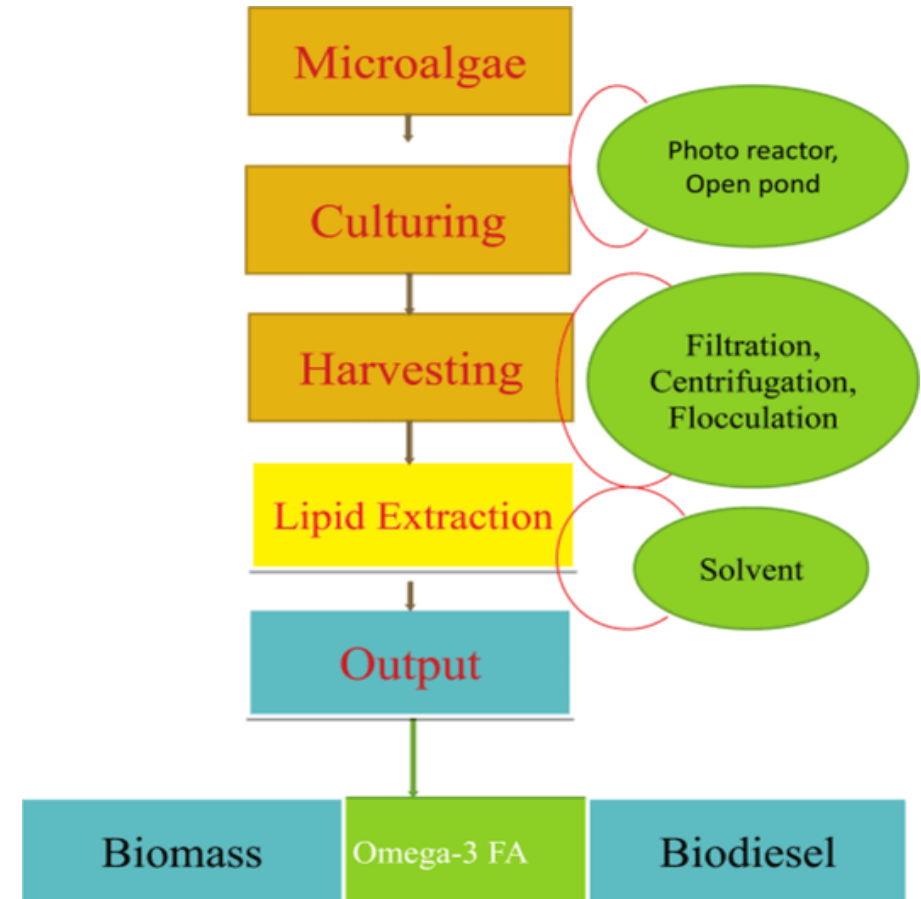 Microalgae
Photo reactor,
Open pond
Culturing
Harvesting
Filtration,
Centrifugation,
Flocculation
Lipid Extraction
Solvent
Output
Biomass
Omega-3 FA
Biodiesel